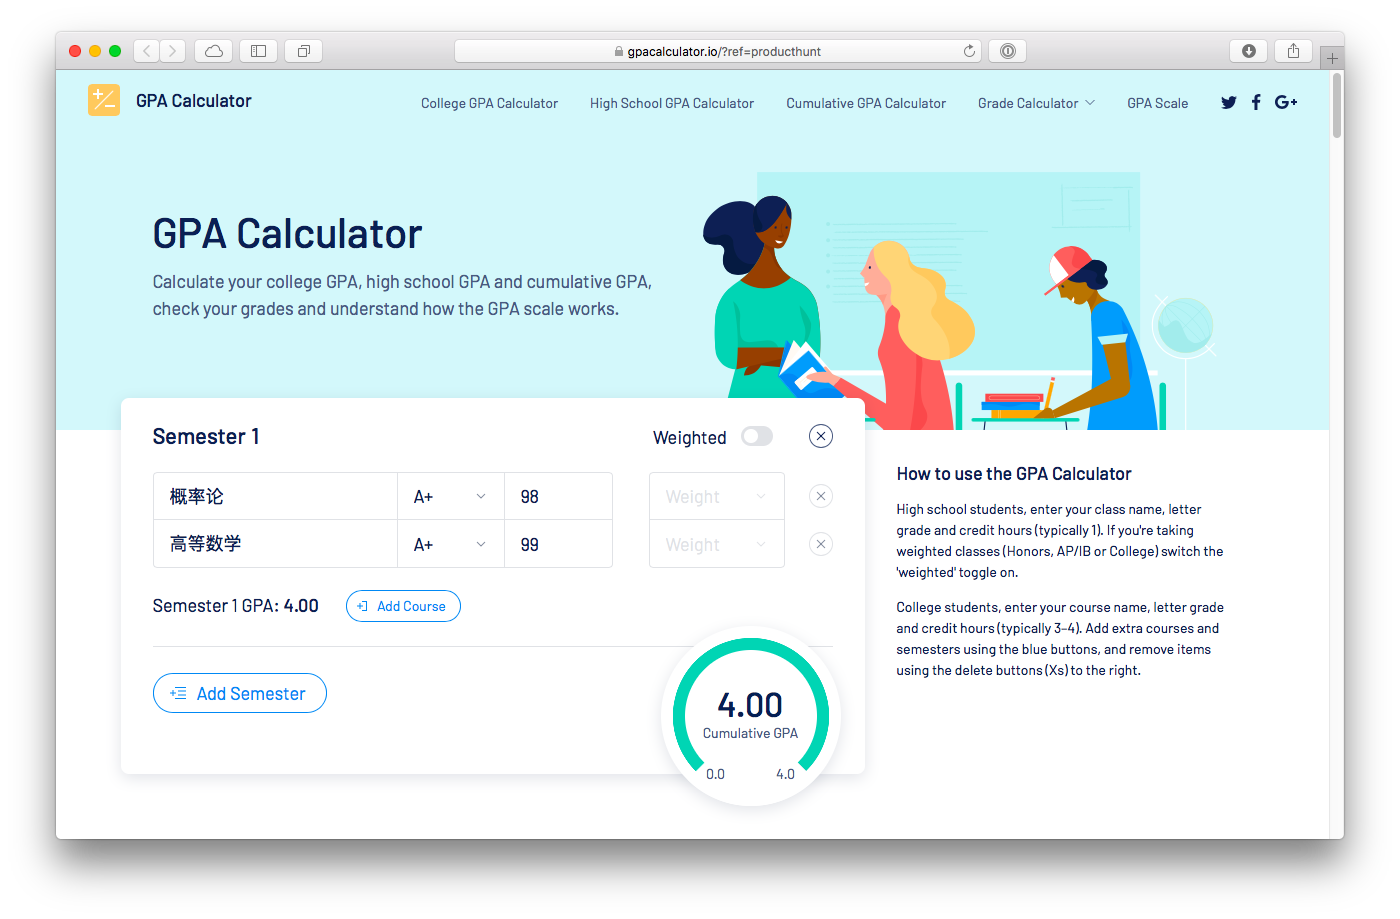 gpacalculator.io/?ref=producthunt
GPA Calculator
College GPA Calculator
High School GPA Calculator
Cumulative GPA Calculator
Grade Calculator
GPA Scale
GPA Calculator
Calculate your college GPA, high school GPA and cumulative GPA,
check your grades and understand how the GPA scale works.
Semester 1
Weighted
概率论 A+ 98 Weight
高等数学 A+ 99 Weight
Semester 1 GPA: 4.00
Add Course
Add Semester
4.00
Cumulative GPA
0.0 4.0
How to use the GPA Calculator
High school students, enter your class name, letter
grade and credit hours (typically 1). If you're taking
weighted classes (Honors, AP/IB or College) switch the
'weighted' toggle on.
College students, enter your course name, letter grade
and credit hours (typically 3-4). Add extra courses and
semesters using the blue buttons, and remove items
using the delete buttons (Xs) to the right.